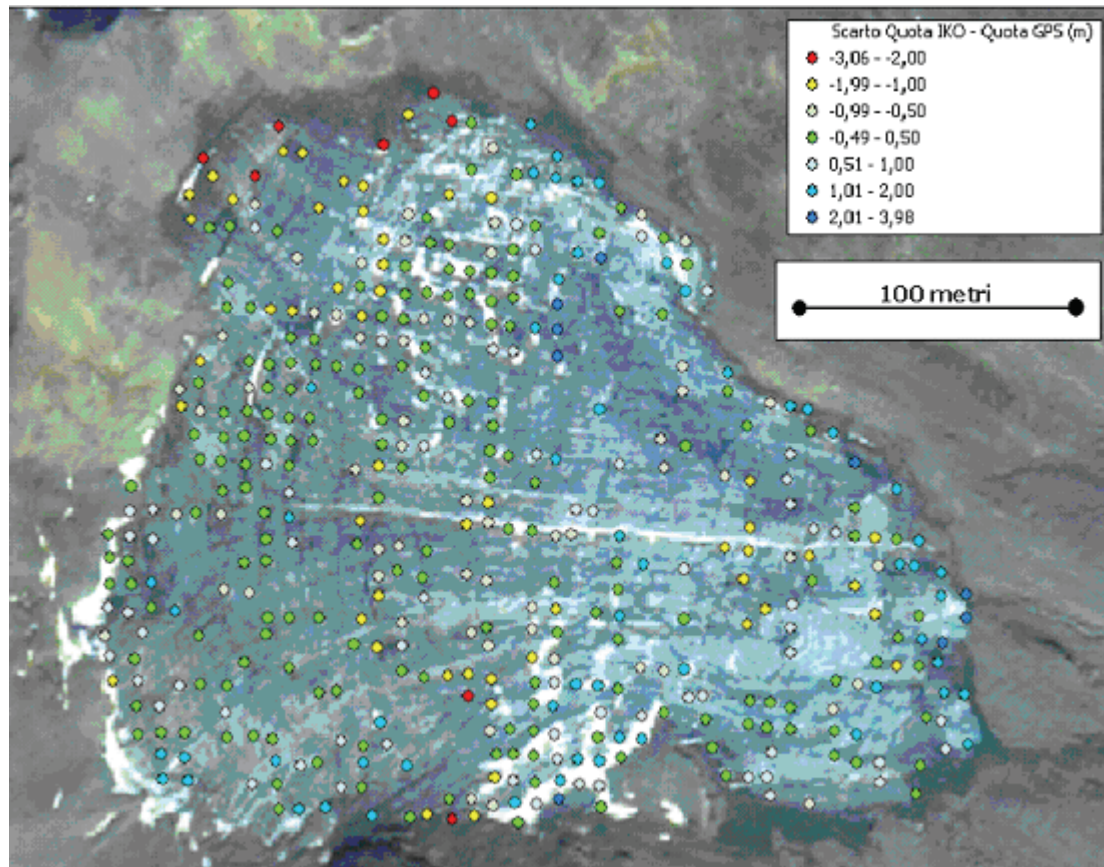 Scarto Quota IKO - Quota GPS (m)
-3,06 - -2,00
-1,99 - -1,00
-0,99 - -0,50
-0,49 - 0,50
0,51 - 1,00
1,01 - 2,00
2,01 - 3,98
100 metri